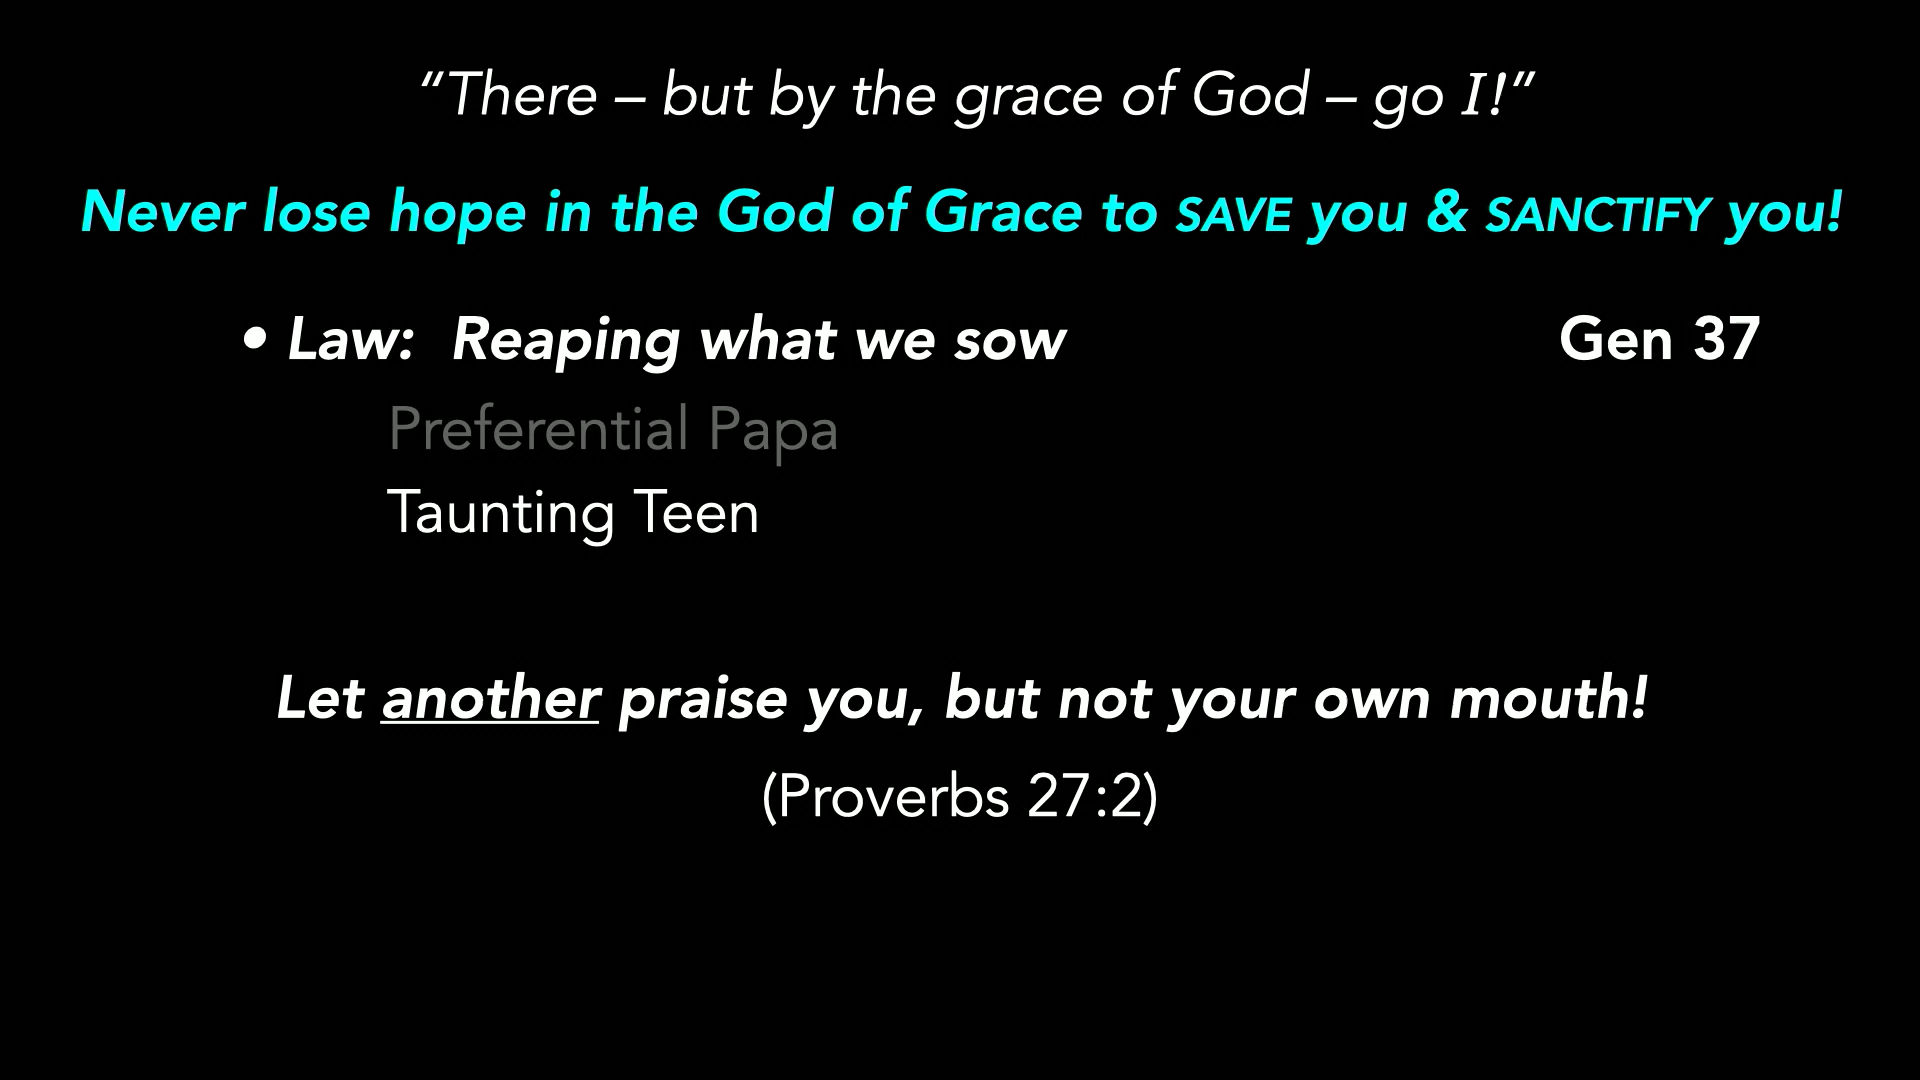 “There – but by the grace of God – go I!”
Never lose hope in the God of Grace to SAVE you & SANCTIFY you!
• Law: Reaping what we sow Gen 37
Preferential Papa
Taunting Teen
Let another praise you, but not your own mouth!
(Proverbs 27:2)